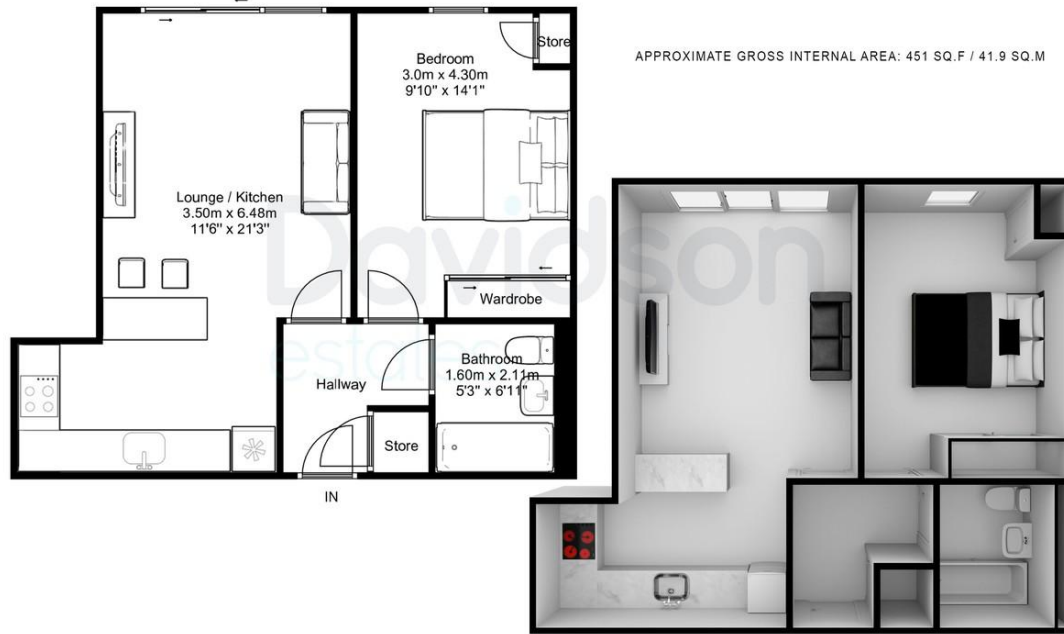 APPROXIMATE GROSS INTERNAL AREA: 451 SQ.F / 41.9 SQ.M
Store
Bedroom
3.0m x 4.30m
9'10" x 14'1"
Lounge / Kitchen
3.50m x 6.48m
11'6" x 21'3"
Davidson
estates
Wardrobe
Hallway
Bathroom
1.60m x 2.11m
5'3" x 6'11"
Store
IN